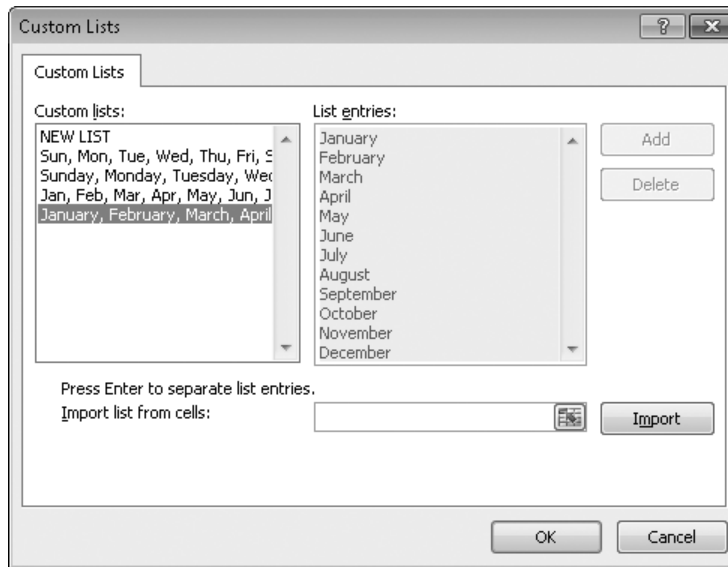 Custom Lists
Custom Lists
Custom lists:
NEW LIST
Sun, Mon, Tue, Wed, Thu, Fri, S
Sunday, Monday, Tuesday, Wed
Jan, Feb, Mar, Apr, May, Jun, J
January, February, March, April
List entries:
January
February
March
April
May
June
July
August
September
October
November
December
Add
Delete
Press Enter to separate list entries.
Import list from cells:
Import
OK
Cancel